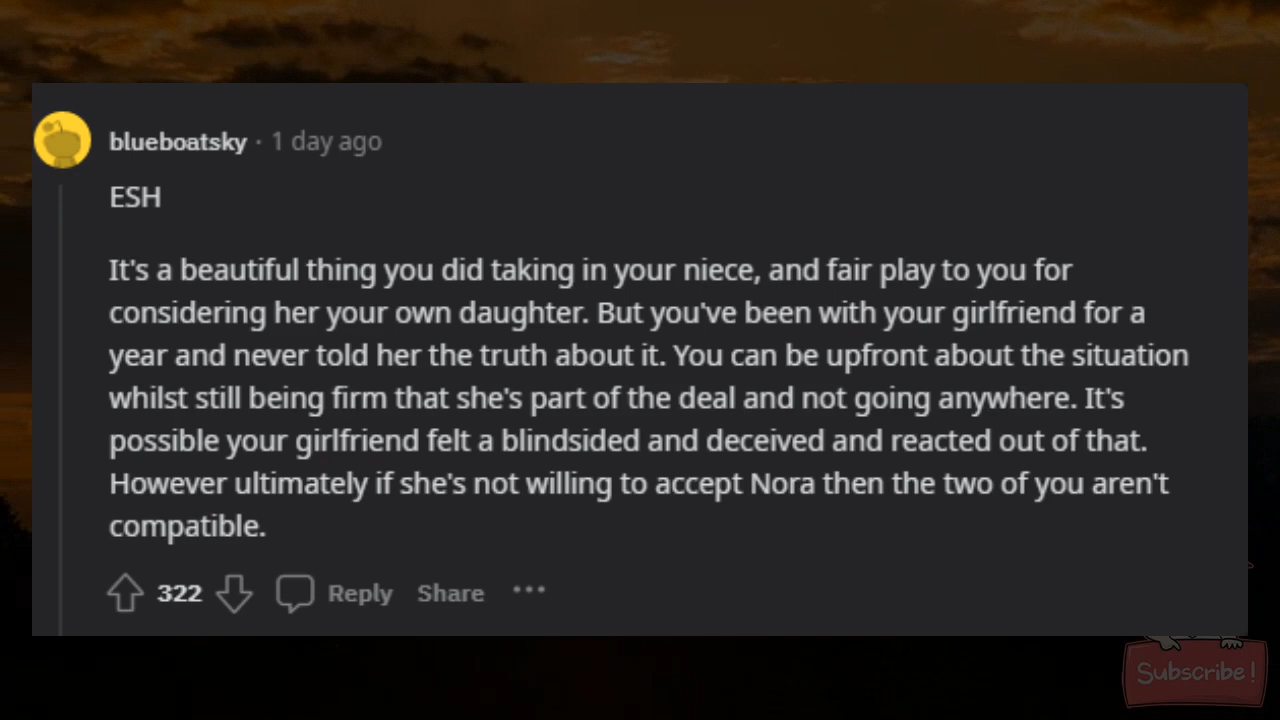 blueboatsky · 1 day ago
ESH
It's a beautiful thing you did taking in your niece, and fair play to you for
considering her your own daughter. But you've been with your girlfriend for a
year and never told her the truth about it. You can be upfront about the situation
whilst still being firm that she's part of the deal and not going anywhere. It's
possible your girlfriend felt a blindsided and deceived and reacted out of that.
However ultimately if she's not willing to accept Nora then the two of you aren't
compatible.
322 Reply Share ...
Subscribe!